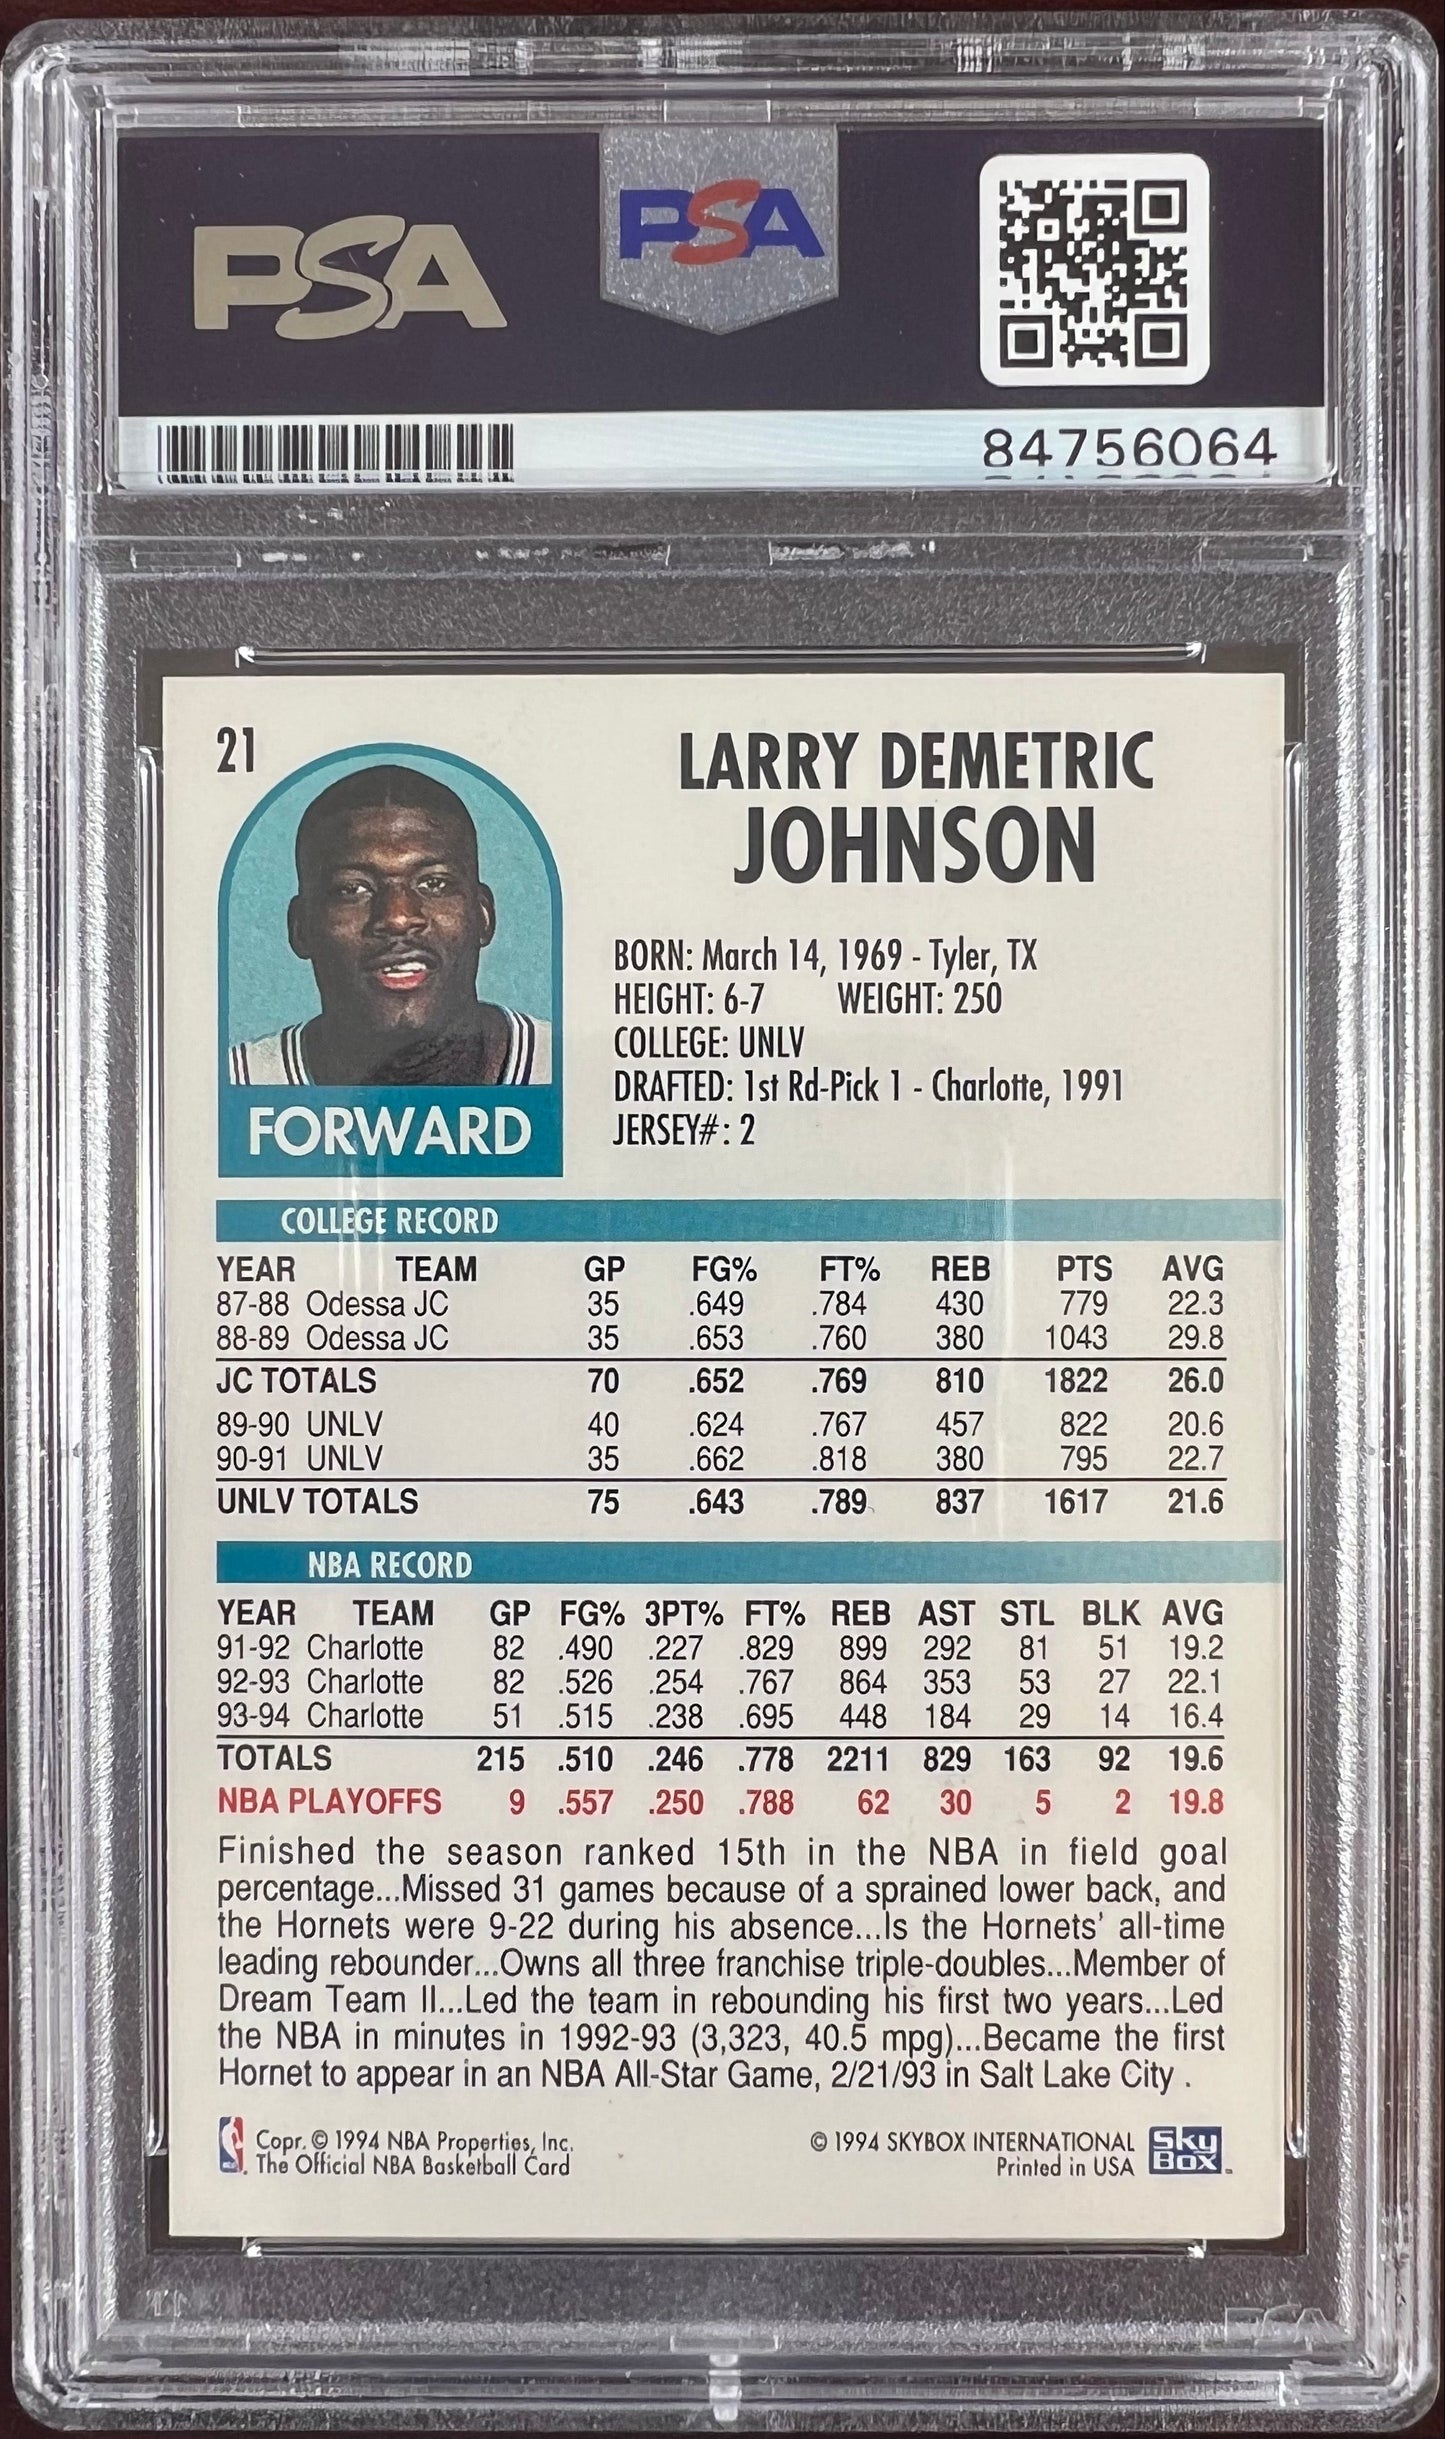 PSA
PSA
84756064
21
LARRY DEMETRIC
JOHNSON
BORN: March 14, 1969 - Tyler, TX
HEIGHT: 6-7 WEIGHT: 250
COLLEGE: UNLV
DRAFTED: 1st Rd-Pick 1 - Charlotte, 1991
JERSEY#: 2
FORWARD
COLLEGE RECORD
YEAR TEAM GP FG% FT% REB PTS AVG
87-88 Odessa JC 35 .649 .784 430 779 22.3
88-89 Odessa JC 35 .653 .760 380 1043 29.8
JC TOTALS 70 .652 .769 810 1822 26.0
89-90 UNLV 40 .624 .767 457 822 20.6
90-91 UNLV 35 .662 .818 380 795 22.7
UNLV TOTALS 75 .643 .789 837 1617 21.6
NBA RECORD
YEAR TEAM GP FG% 3PT% FT% REB AST STL BLK AVG
91-92 Charlotte 82 .490 .227 .829 899 292 81 51 19.2
92-93 Charlotte 82 .526 .254 .767 864 353 53 27 22.1
93-94 Charlotte 51 .515 .238 .695 448 184 29 14 16.4
TOTALS 215 .510 .246 .778 2211 829 163 92 19.6
NBA PLAYOFFS 9 .557 .250 .788 62 30 5 2 19.8
Finished the season ranked 15th in the NBA in field goal
percentage...Missed 31 games because of a sprained lower back, and
the Hornets were 9-22 during his absence...Is the Hornets' all-time
leading rebounder...Owns all three franchise triple-doubles...Member of
Dream Team II...Led the team in rebounding his first two years...Led
the NBA in minutes in 1992-93 (3,323, 40.5 mpg)...Became the first
Hornet to appear in an NBA All-Star Game, 2/21/93 in Salt Lake City .
Copr. © 1994 NBA Properties, Inc.
The Official NBA Basketball Card
© 1994 SKYBOX INTERNATIONAL
Printed in USA
Sky
Box
PSA